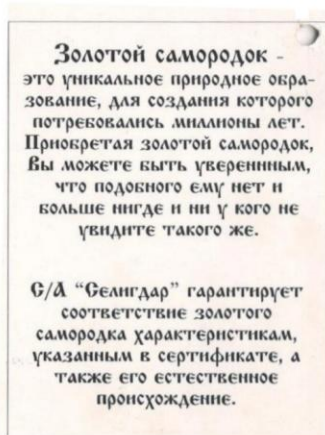 Золотой самородок -
это уникальное природное обра-
зование, для создания которого
потребовались миллионы лет.
Приобретая золотой самородок,
Вы можете быть уверенным,
что подобного ему нет и
больше нигде и ни у кого не
увидите такого же.
С/А "Селигдар" гарантирует
соответствие золотого
самородка характеристикам,
указанным в сертификате, а
также его естественное
происхождение.